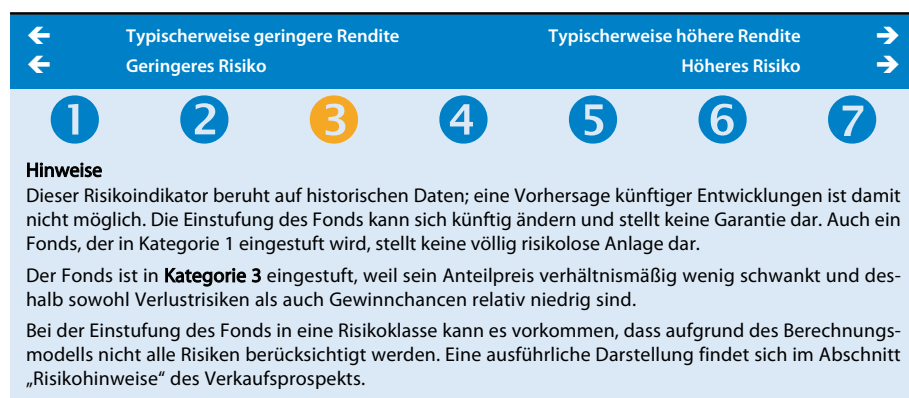 ← Typischerweise geringere Rendite Typischerweise höhere Rendite →
← Geringeres Risiko Höheres Risiko →
1 2 3 4 5 6 7
Hinweise
Dieser Risikoindikator beruht auf historischen Daten; eine Vorhersage künftiger Entwicklungen ist damit
nicht möglich. Die Einstufung des Fonds kann sich künftig ändern und stellt keine Garantie dar. Auch ein
Fonds, der in Kategorie 1 eingestuft wird, stellt keine völlig risikolose Anlage dar.
Der Fonds ist in Kategorie 3 eingestuft, weil sein Anteilpreis verhältnismäßig wenig schwankt und des-
halb sowohl Verlustrisiken als auch Gewinnchancen relativ niedrig sind.
Bei der Einstufung des Fonds in eine Risikoklasse kann es vorkommen, dass aufgrund des Berechnungs-
modells nicht alle Risiken berücksichtigt werden. Eine ausführliche Darstellung findet sich im Abschnitt
„Risikohinweise“ des Verkaufsprospekts.